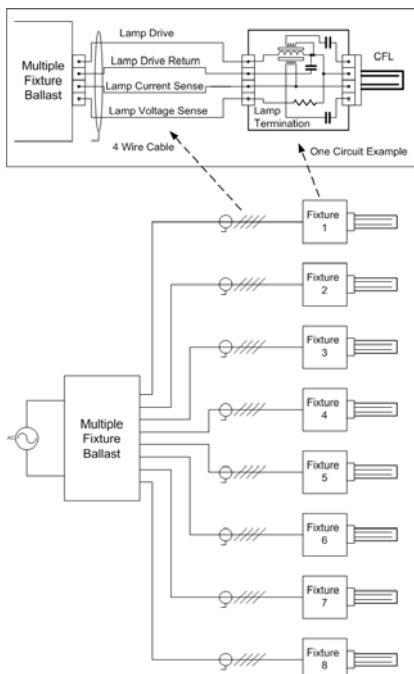 Multiple
Fixture
Ballast
Lamp Drive
Lamp Drive Return
Lamp Current Sense
Lamp Voltage Sense
Lamp
Termination
CFL
4 Wire Cable
One Circuit Example
Fixture
1
Fixture
2
Fixture
3
Fixture
4
Multiple
Fixture
Ballast
AC
Fixture
5
Fixture
6
Fixture
7
Fixture
8